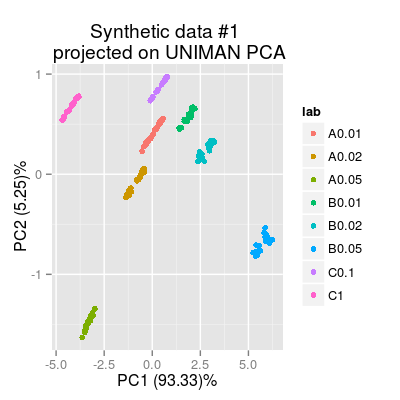 Synthetic data #1
projected on UNIMAN PCA
lab
A0.01
A0.02
A0.05
B0.01
B0.02
B0.05
C0.1
C1
PC2 (5.25)%
1
0
-1
-5.0 -2.5 0.0 2.5 5.0
PC1 (93.33)%